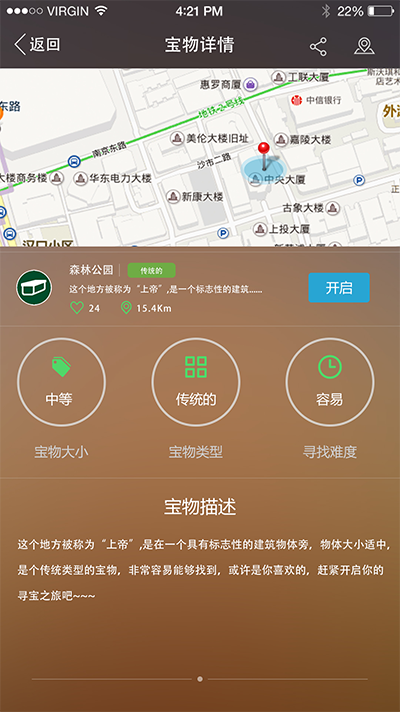 VIRGIN 4:21 PM 22%
返回 宝物详情
惠罗商厦
工联大厦
斯沃琪和
店艺术
中信银行
东路
地铁2号线
外滩
美伦大楼旧址
嘉陵大楼
南京东路
沙市二路
大楼商务楼
华东电力大楼
中央大厦
新康大楼
古象大楼
上投大厦
汉口小区
森林公园 传统的
这个地方被称为“上帝”,是一个标志性的建筑......
24 15.4Km
开启
中等 传统的 容易
宝物大小 宝物类型 寻找难度
宝物描述
这个地方被称为“上帝”,是在一个具有标志性的建筑物体旁，物体大小适中,
是个传统类型的宝物，非常容易能够找到，或许是你喜欢的，赶紧开启你的
寻宝之旅吧~~~